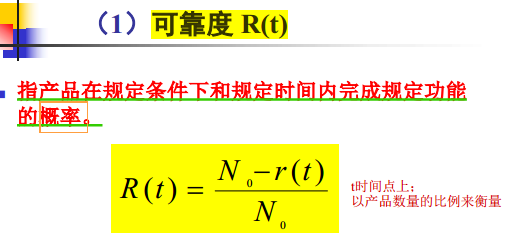 （1）可靠度 R(t)
指产品在规定条件下和规定时间内完成规定功能
的概率。
R(t) = (N₀ − r(t)) / N₀
t时间点上；
以产品数量的比例来衡量